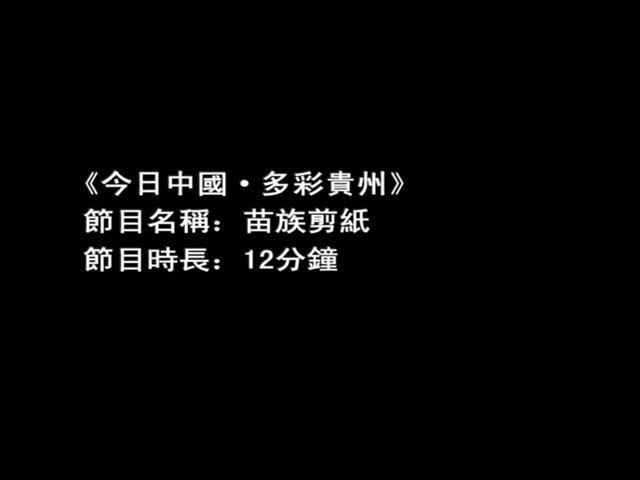 《今日中國·多彩貴州》
節目名稱：苗族剪紙
節目時長：12分鐘